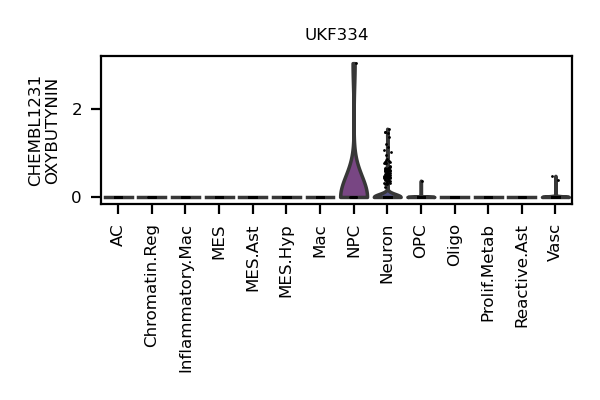 UKF334
CHEMBL1231
OXYBUTYNIN
2
0
AC
Chromatin.Reg
Inflammatory.Mac
MES
MES.Ast
MES.Hyp
Mac
NPC
Neuron
OPC
Oligo
Prolif.Metab
Reactive.Ast
Vasc